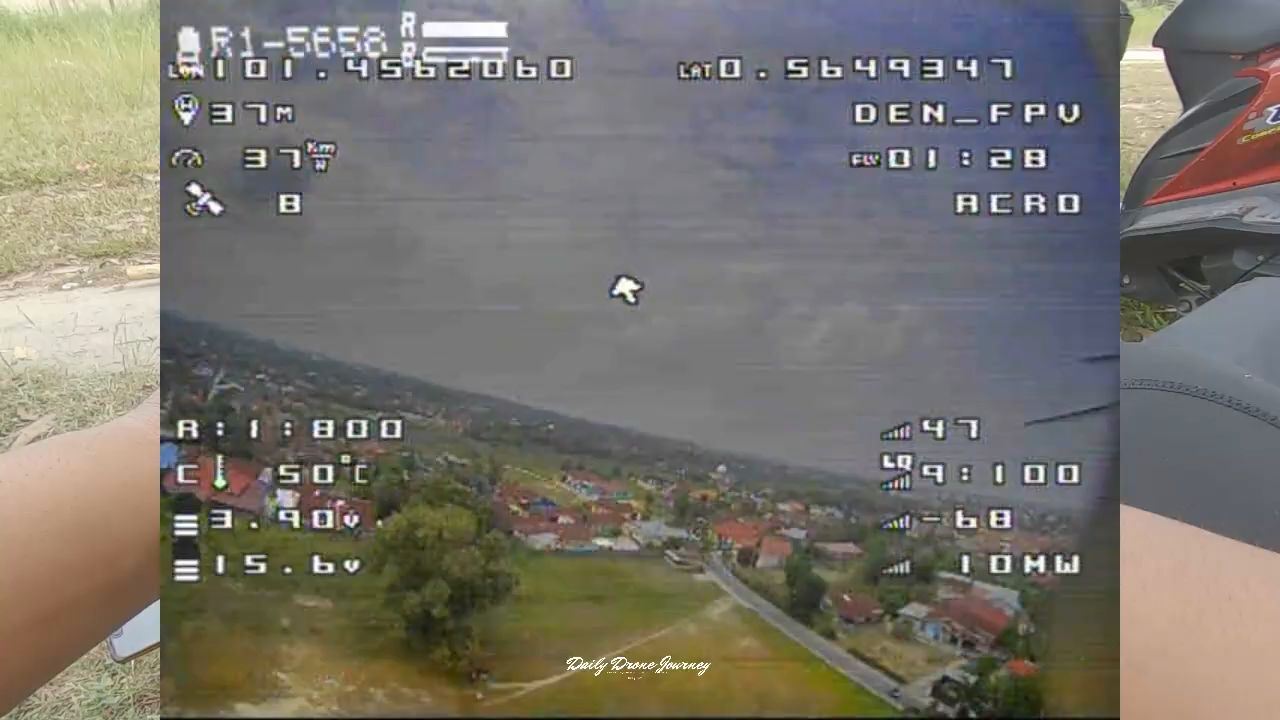 R1-5658 R R
LON 101.4562060 LAT 0.5649347
37M DEN_FPV
37 Km/H FLY 01:28
8 ACRO
R:1:800 47
C 50°C LQ 9:100
3.90V -68
15.6V 10MW
Daily Drone Journey